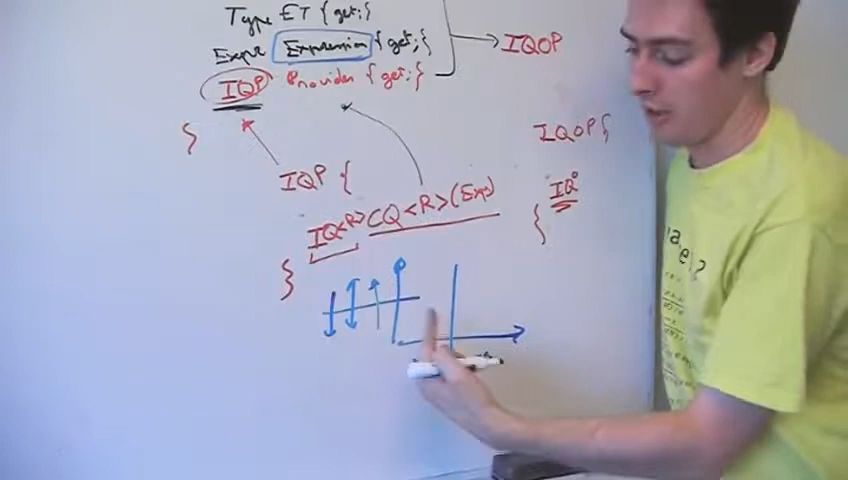 Type ET {get;}
Expr Expression {get;}
IQOP
IQP Provider {get;}
IQOP {
}
IQP {
IQ
IQ<R> CQ<R>(Exp)
}
}